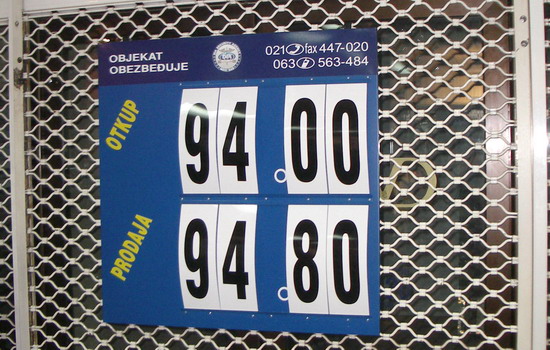 OBJEKAT
OBEZBEĐUJE
021 fax 447-020
063 563-484
OTKUP
94.00
PRODAJA
94.80